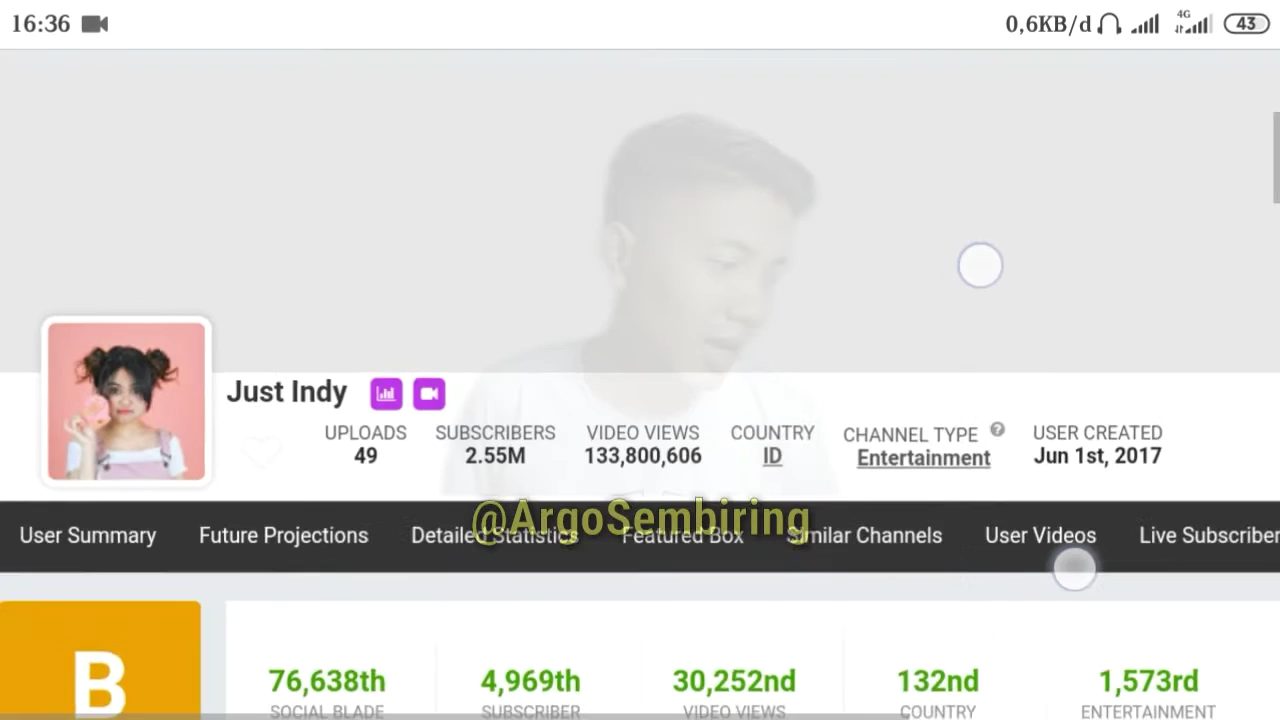 16:36
0,6KB/d 4G 43
Just Indy
UPLOADS SUBSCRIBERS VIDEO VIEWS COUNTRY CHANNEL TYPE ? USER CREATED
49 2.55M 133,800,606 ID Entertainment Jun 1st, 2017
@ArgoSembiring
User Summary Future Projections Detailed Statistics Featured Box Similar Channels User Videos Live Subscriber
B
76,638th 4,969th 30,252nd 132nd 1,573rd
SOCIAL BLADE SUBSCRIBER VIDEO VIEWS COUNTRY ENTERTAINMENT